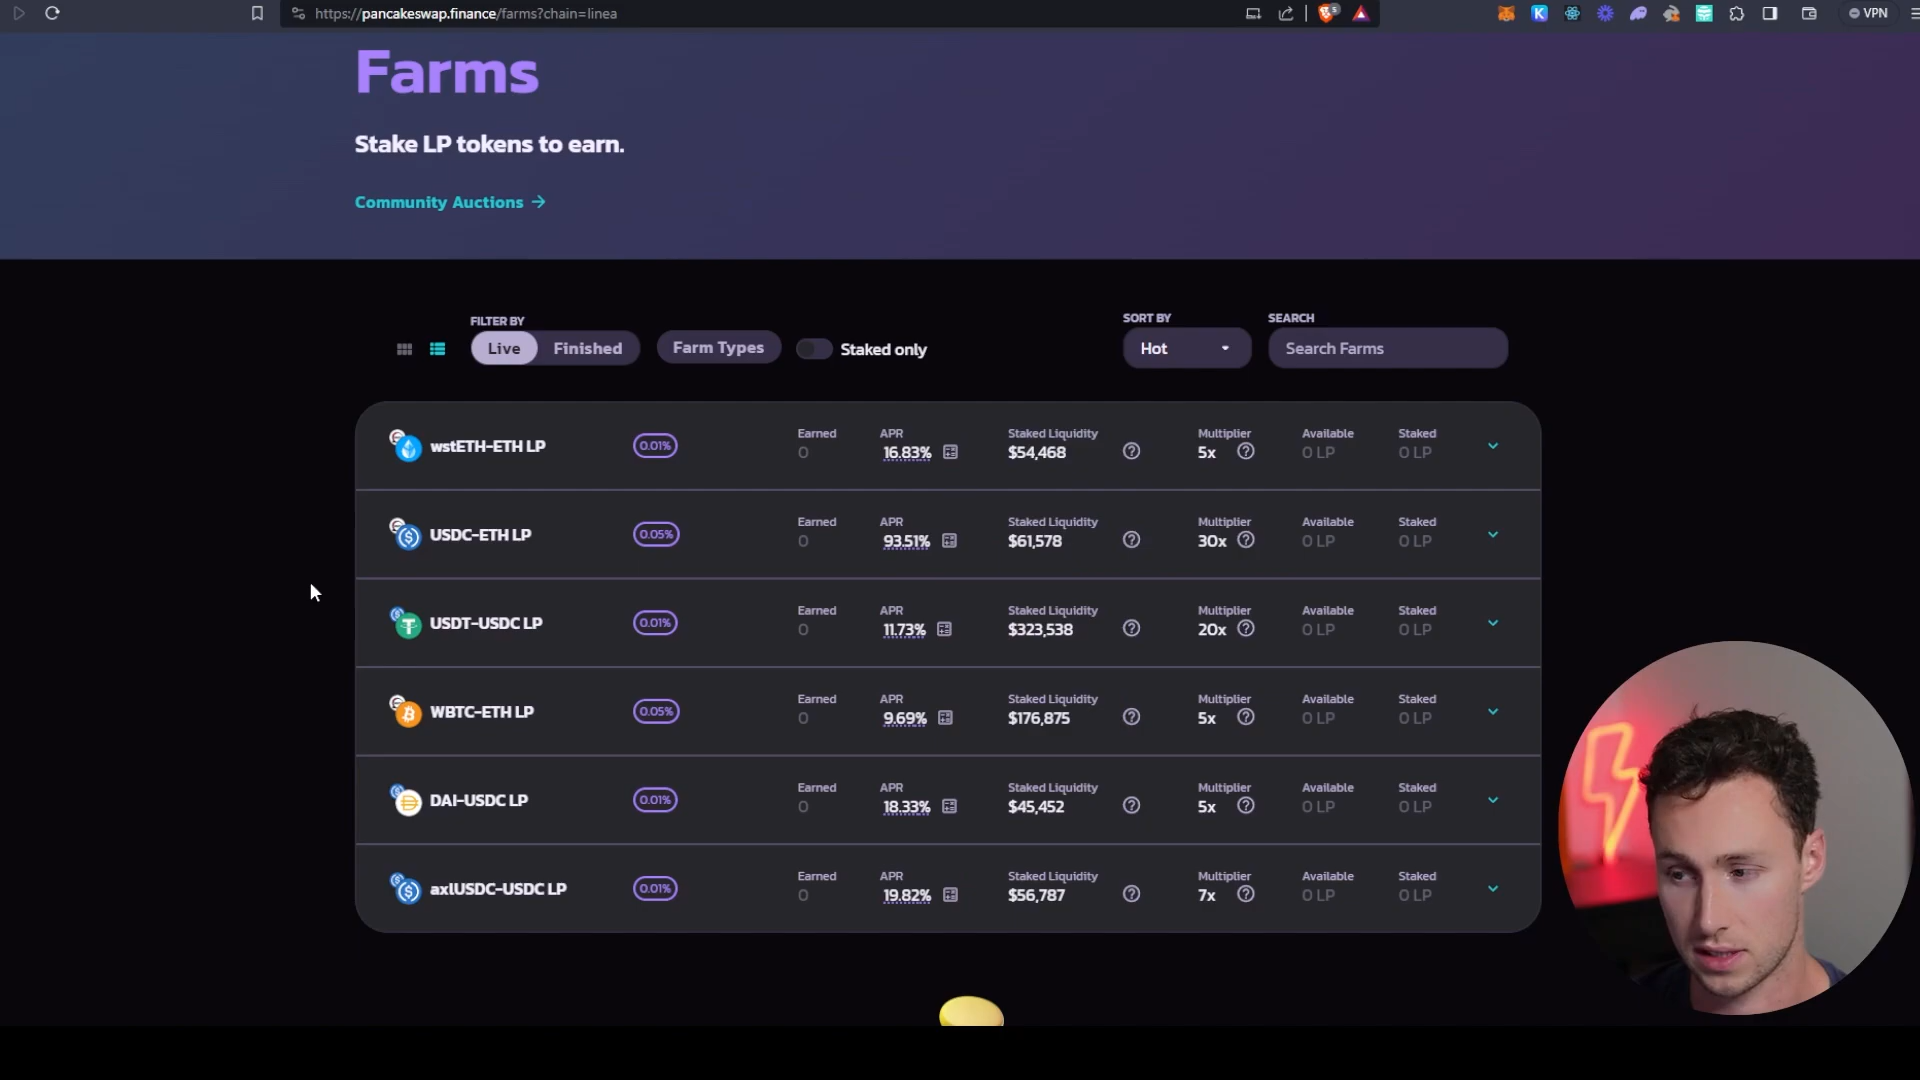 https://pancakeswap.finance/farms?chain=linea
5
VPN
Farms
Stake LP tokens to earn.
Community Auctions →
FILTER BY
Live Finished
Farm Types
Staked only
SORT BY
Hot
SEARCH
Search Farms
wstETH-ETH LP 0.01% Earned 0 APR 16.83% Staked Liquidity $54,468 Multiplier 5x Available 0 LP Staked 0 LP
USDC-ETH LP 0.05% Earned 0 APR 93.51% Staked Liquidity $61,578 Multiplier 30x Available 0 LP Staked 0 LP
USDT-USDC LP 0.01% Earned 0 APR 11.73% Staked Liquidity $323,538 Multiplier 20x Available 0 LP Staked 0 LP
WBTC-ETH LP 0.05% Earned 0 APR 9.69% Staked Liquidity $176,875 Multiplier 5x Available 0 LP Staked 0 LP
DAI-USDC LP 0.01% Earned 0 APR 18.33% Staked Liquidity $45,452 Multiplier 5x Available 0 LP Staked 0 LP
axlUSDC-USDC LP 0.01% Earned 0 APR 19.82% Staked Liquidity $56,787 Multiplier 7x Available 0 LP Staked 0 LP